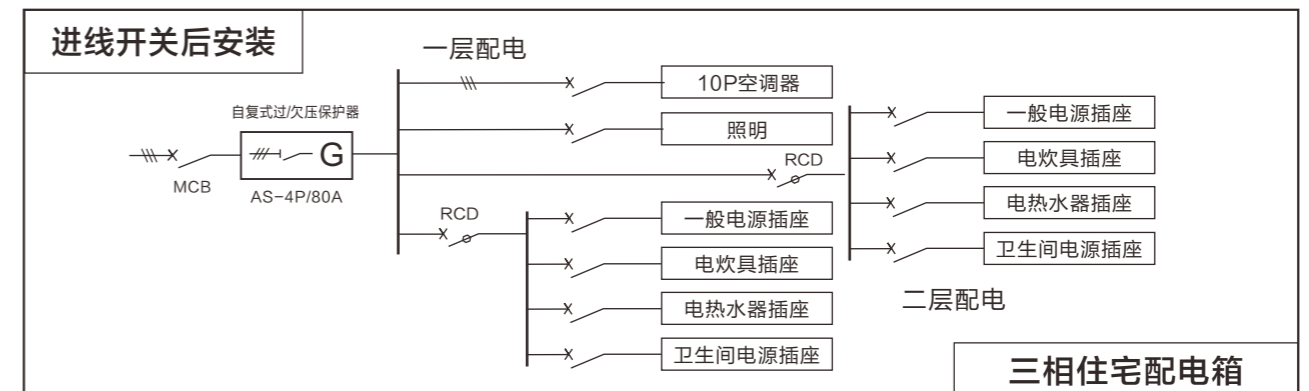 进线开关后安装
一层配电
自复式过/欠压保护器
G
MCB
AS-4P/80A
10P空调器
照明
RCD
RCD
一般电源插座
电炊具插座
电热水器插座
卫生间电源插座
一般电源插座
电炊具插座
电热水器插座
卫生间电源插座
二层配电
三相住宅配电箱